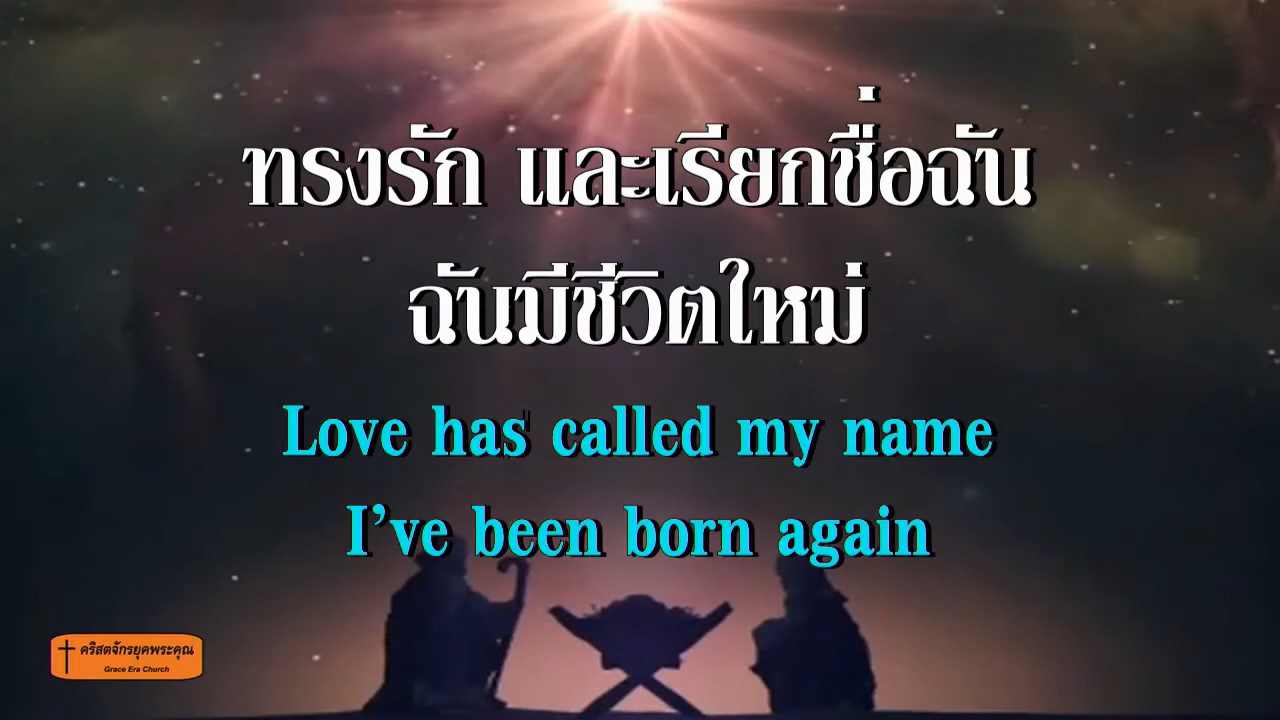 ทรงรัก และเรียกชื่อฉัน
ฉันมีชีวิตใหม่
Love has called my name
I’ve been born again
คริสตจักรยุคพระคุณ
Grace Era Church